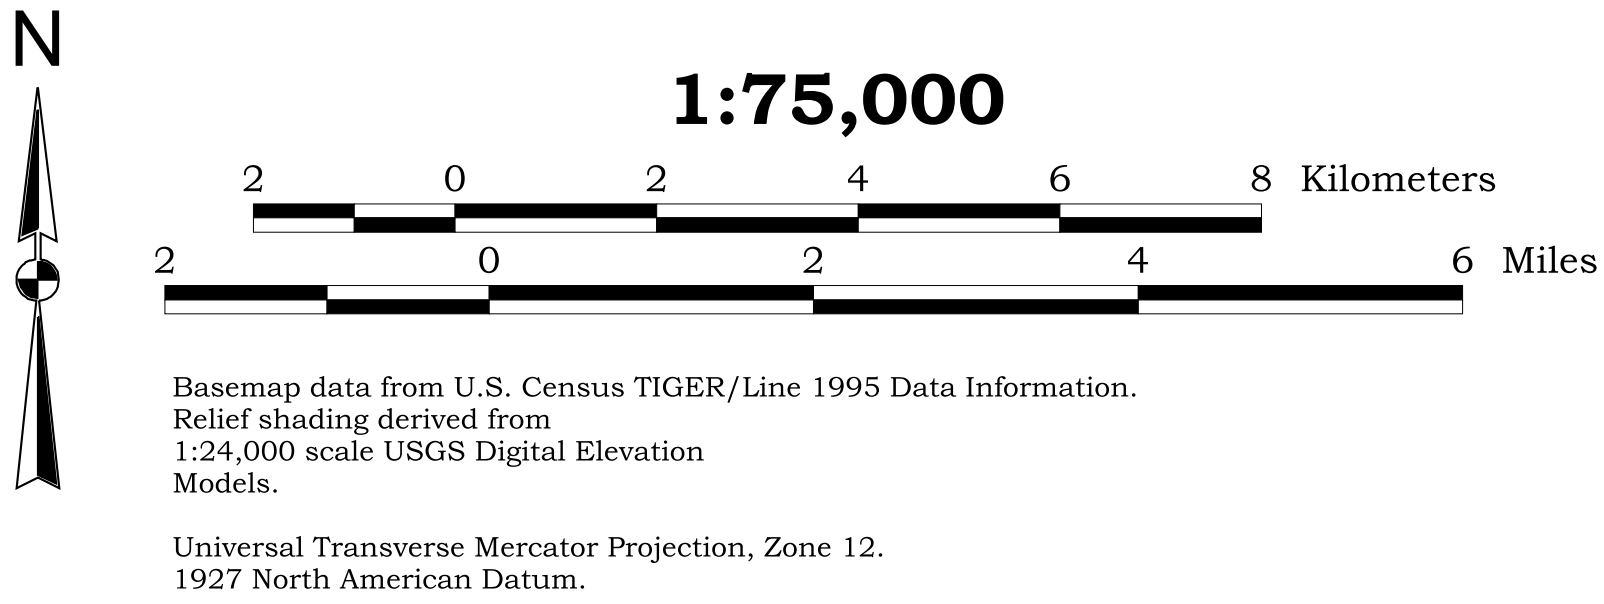 N
1:75,000
2 0 2 4 6 8 Kilometers
2 0 2 4 6 Miles
Basemap data from U.S. Census TIGER/Line 1995 Data Information.
Relief shading derived from
1:24,000 scale USGS Digital Elevation
Models.
Universal Transverse Mercator Projection, Zone 12.
1927 North American Datum.